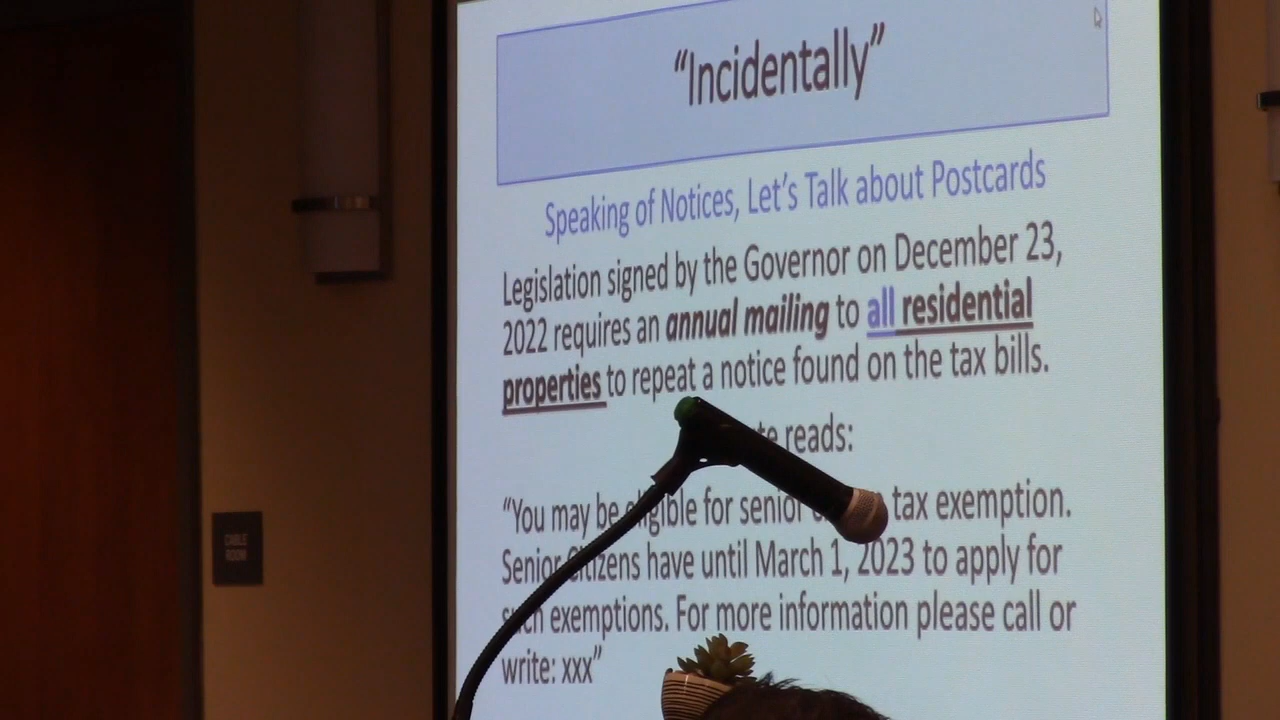 “Incidentally”
Speaking of Notices, Let’s Talk about Postcards
Legislation signed by the Governor on December 23,
2022 requires an annual mailing to all residential
properties to repeat a notice found on the tax bills.
reads:
“You may be eligible for senior tax exemption.
Senior Citizens have until March 1, 2023 to apply for
such exemptions. For more information please call or
write: xxx”
CABLE
ROOM